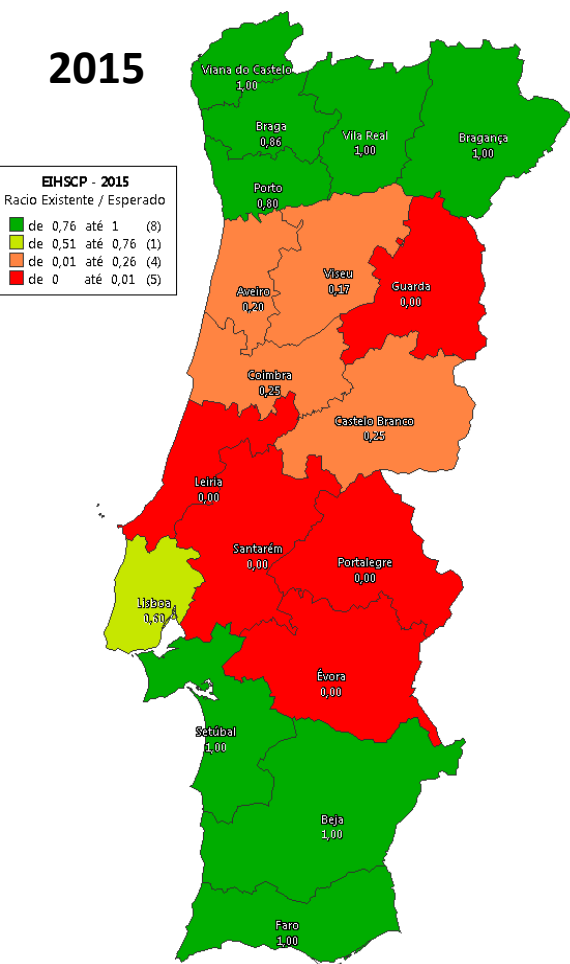 2015
EIHSCP - 2015
Racio Existente / Esperado
de 0,76 até 1 (8)
de 0,51 até 0,76 (1)
de 0,01 até 0,26 (4)
de 0 até 0,01 (5)
Viana do Castelo
1,00
Braga
0,86
Vila Real
1,00
Bragança
1,00
Porto
0,80
Aveiro
0,20
Viseu
0,17
Guarda
0,00
Coimbra
0,25
Castelo Branco
0,25
Leiria
0,00
Santarém
0,00
Portalegre
0,00
Lisboa
0,60
Évora
0,00
Setúbal
1,00
Beja
1,00
Faro
1,00